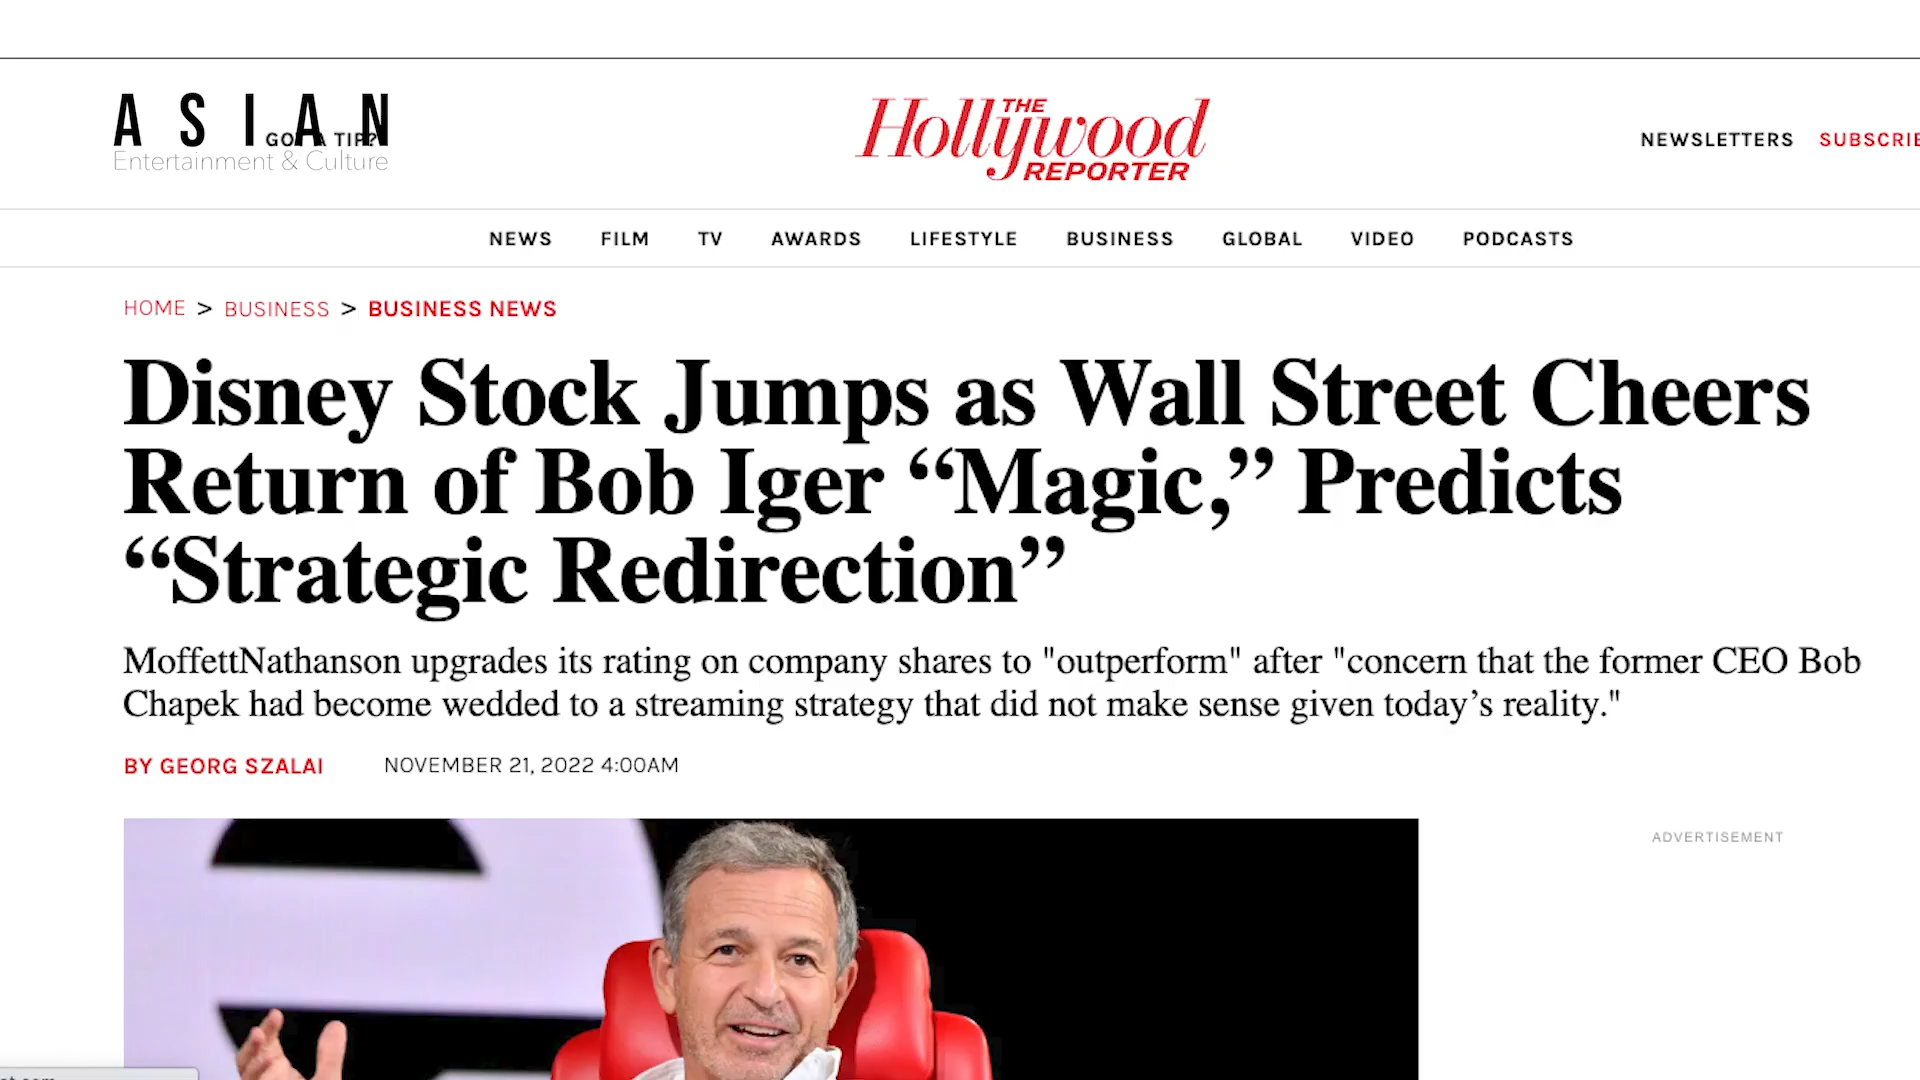 ASIAN
GOT A TIP?
Entertainment & Culture
THE
Hollywood
REPORTER
NEWSLETTERS
NEWS FILM TV AWARDS LIFESTYLE BUSINESS GLOBAL VIDEO PODCASTS
HOME > BUSINESS > BUSINESS NEWS
Disney Stock Jumps as Wall Street Cheers
Return of Bob Iger “Magic,” Predicts
“Strategic Redirection”
MoffettNathanson upgrades its rating on company shares to "outperform" after "concern that the former CEO Bob
Chapek had become wedded to a streaming strategy that did not make sense given today’s reality."
BY GEORG SZALAI NOVEMBER 21, 2022 4:00AM
ADVERTISEMENT